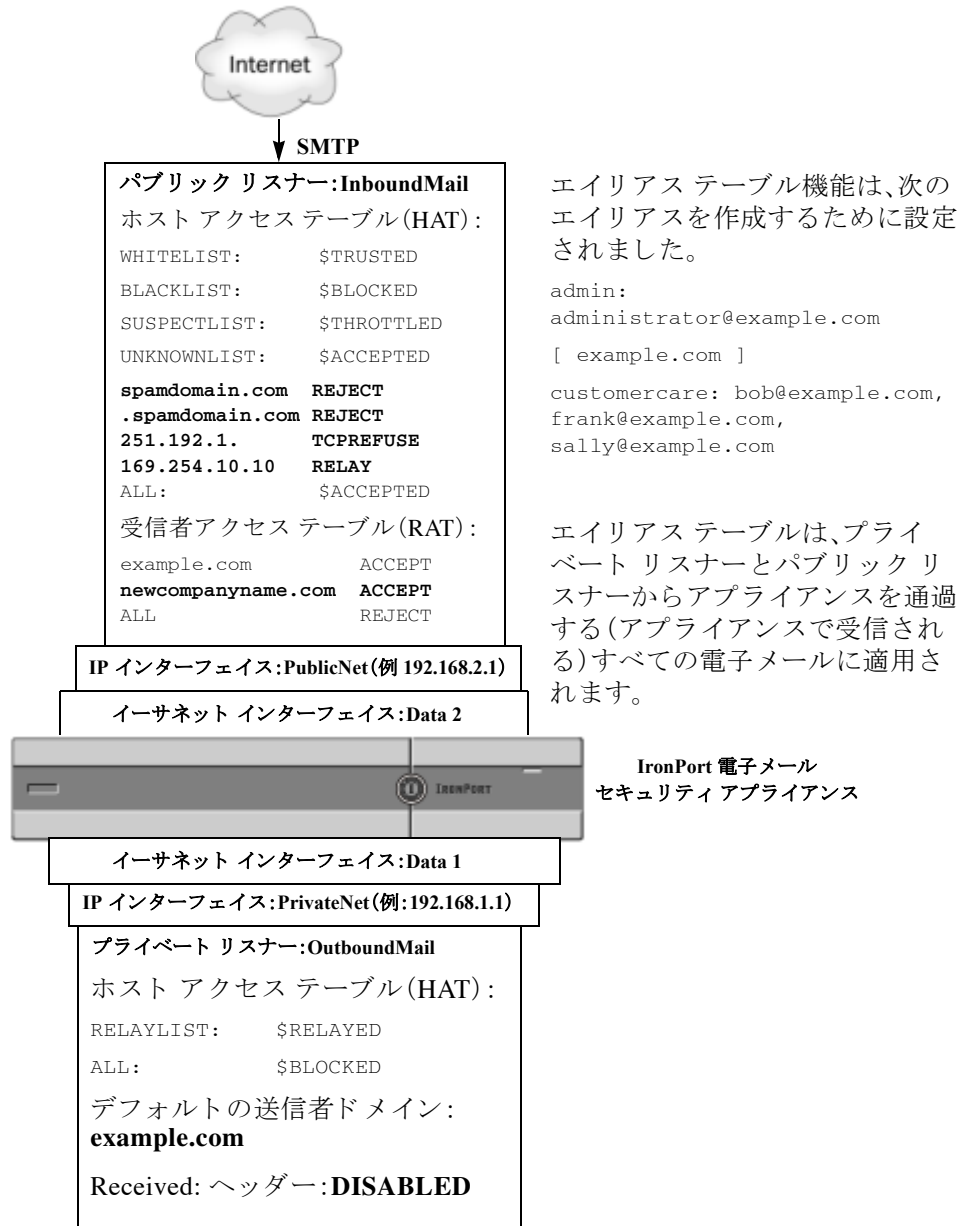 Internet
SMTP
パブリック リスナー:InboundMail
ホスト アクセス テーブル(HAT):
WHITELIST: $TRUSTED
BLACKLIST: $BLOCKED
SUSPECTLIST: $THROTTLED
UNKNOWNLIST: $ACCEPTED
spamdomain.com REJECT
.spamdomain.com REJECT
251.192.1. TCPREFUSE
169.254.10.10 RELAY
ALL: $ACCEPTED
受信者アクセス テーブル(RAT):
example.com ACCEPT
newcompanyname.com ACCEPT
ALL REJECT
IP インターフェイス:PublicNet(例 192.168.2.1)
イーサネット インターフェイス:Data 2
エイリアス テーブル機能は、次の
エイリアスを作成するために設定
されました。
admin:
administrator@example.com
[ example.com ]
customercare: bob@example.com,
frank@example.com,
sally@example.com
エイリアス テーブルは、プライ
ベート リスナーとパブリック リ
スナーからアプライアンスを通過
する(アプライアンスで受信され
る)すべての電子メールに適用さ
れます。
IRONPORT
IronPort 電子メール
セキュリティ アプライアンス
イーサネット インターフェイス:Data 1
IP インターフェイス:PrivateNet(例:192.168.1.1)
プライベート リスナー:OutboundMail
ホスト アクセス テーブル(HAT):
RELAYLIST: $RELAYED
ALL: $BLOCKED
デフォルトの送信者ドメイン:
example.com
Received: ヘッダー:DISABLED